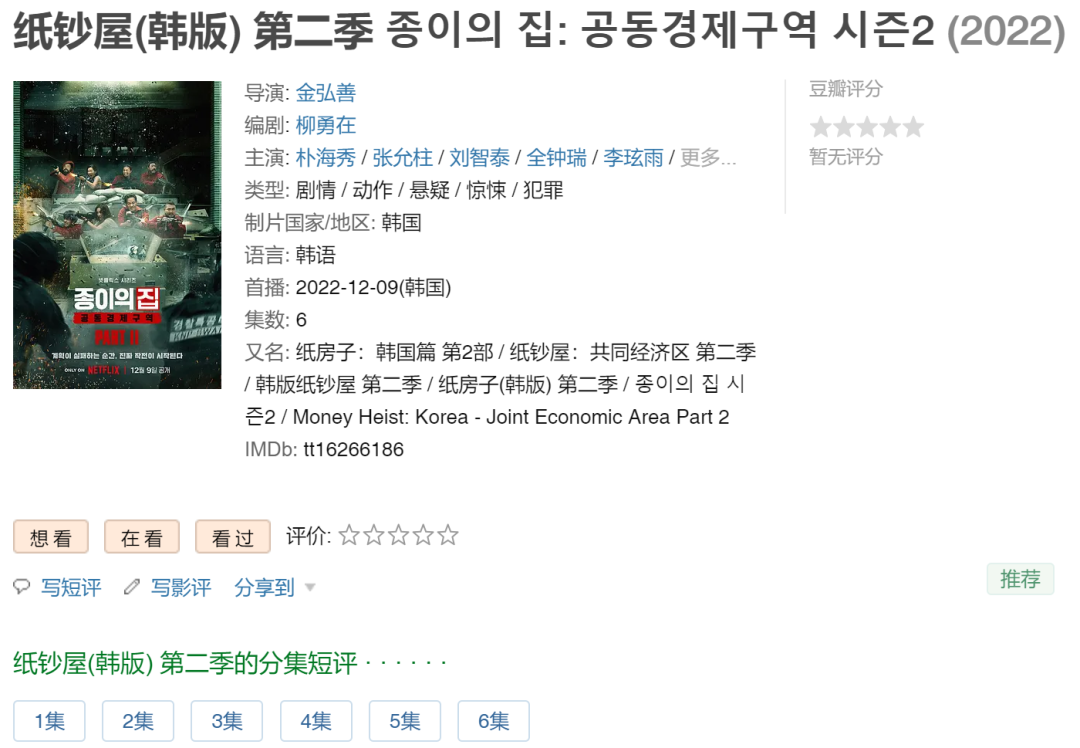 纸钞屋(韩版) 第二季 종이의 집: 공동경제구역 시즌2 (2022)
넷플릭스 시리즈
종이의 집
공동경제구역
PART II
계획이 실패하는 순간, 진짜 작전이 시작된다
ONLY ON NETFLIX | 12월 9일 공개
导演: 金弘善
编剧: 柳勇在
主演: 朴海秀 / 张允柱 / 刘智泰 / 全钟瑞 / 李玹雨 / 更多...
类型: 剧情 / 动作 / 悬疑 / 惊悚 / 犯罪
制片国家/地区: 韩国
语言: 韩语
首播: 2022-12-09(韩国)
集数: 6
又名: 纸房子：韩国篇 第2部 / 纸钞屋：共同经济区 第二季
/ 韩版纸钞屋 第二季 / 纸房子(韩版) 第二季 / 종이의 집 시
즌2 / Money Heist: Korea - Joint Economic Area Part 2
IMDb: tt16266186
豆瓣评分
暂无评分
想看 在看 看过 评价:
写短评 写影评 分享到
推荐
纸钞屋(韩版) 第二季的分集短评 · · · · · ·
1集 2集 3集 4集 5集 6集